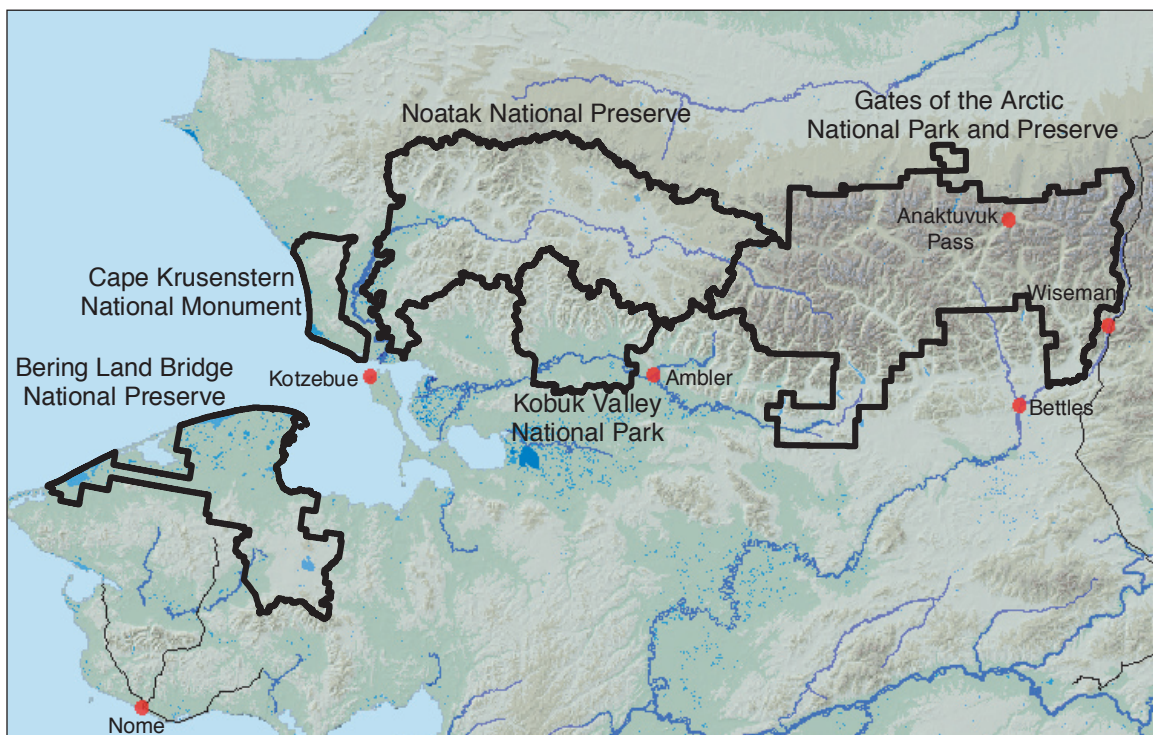 Noatak National Preserve
Gates of the Arctic
National Park and Preserve
Anaktuvuk
Pass
Cape Krusenstern
National Monument
Wiseman
Bering Land Bridge
National Preserve
Kotzebue
Ambler
Kobuk Valley
National Park
Bettles
Nome